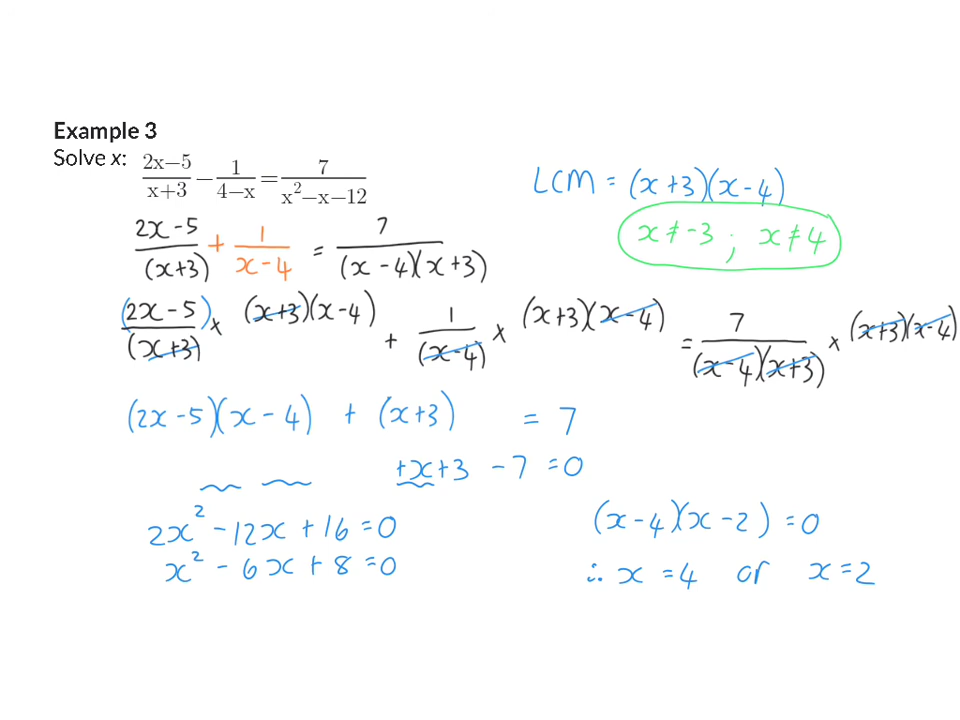 Example 3
Solve x: (2x–5)/(x+3) – 1/(4–x) = 7/(x²–x–12)
LCM = (x+3)(x-4)
x ≠ -3 ; x ≠ 4
(2x-5)/(x+3) + 1/(x-4) = 7/((x-4)(x+3))
(2x-5)/(x+3) × (x+3)(x-4) + 1/(x-4) × (x+3)(x-4) = 7/((x-4)(x+3)) × (x+3)(x-4)
(2x-5)(x-4) + (x+3) = 7
+x+3 -7 =0
2x² -12x +16 =0
x² - 6x + 8 =0
(x-4)(x-2) =0
∴ x =4 or x =2